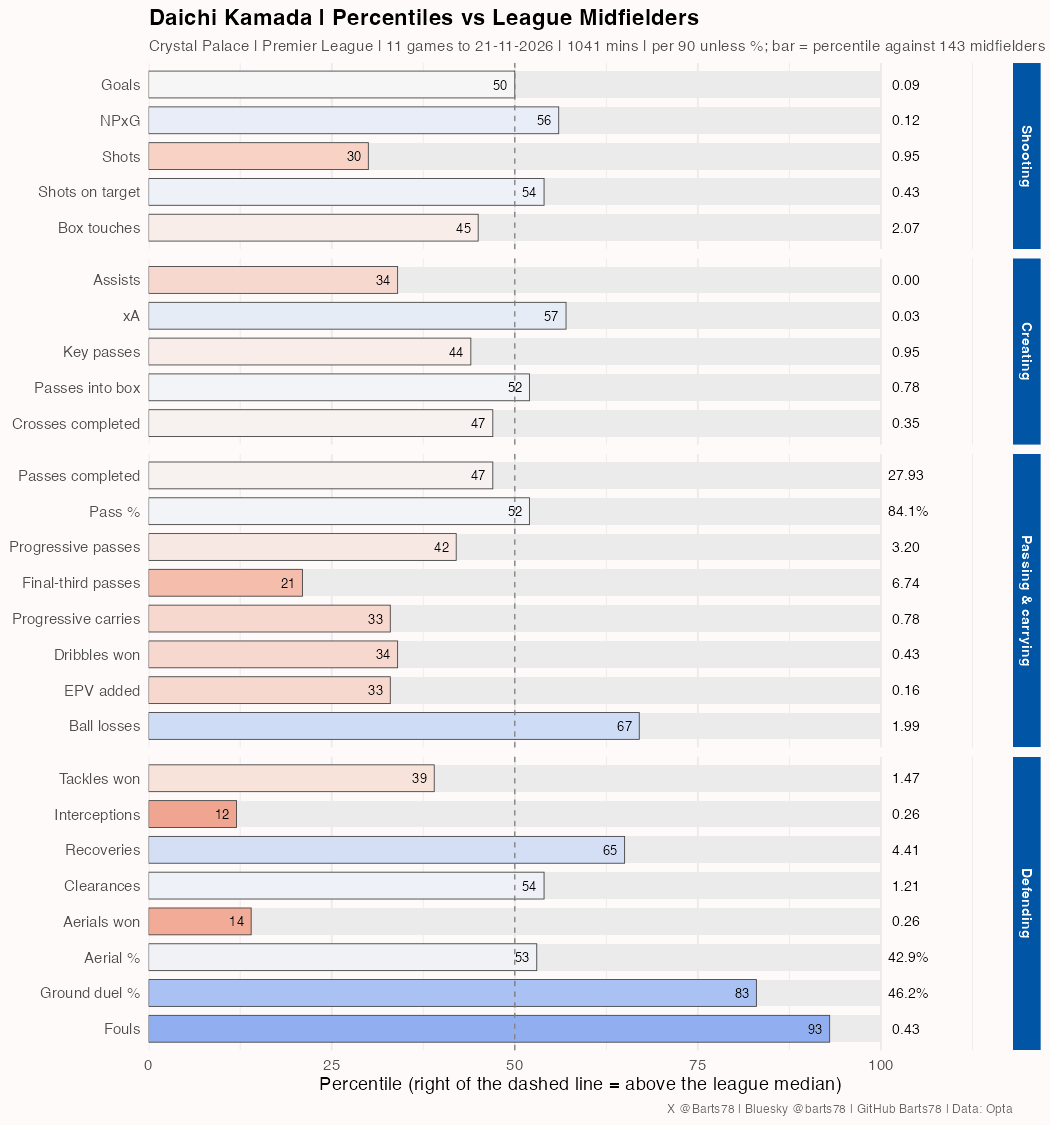 Daichi Kamada | Percentiles vs League Midfielders
Crystal Palace | Premier League | 11 games to 21-11-2026 | 1041 mins | per 90 unless %; bar = percentile against 143 midfielders
Shooting
Goals 50 0.09
NPxG 56 0.12
Shots 30 0.95
Shots on target 54 0.43
Box touches 45 2.07
Creating
Assists 34 0.00
xA 57 0.03
Key passes 44 0.95
Passes into box 52 0.78
Crosses completed 47 0.35
Passing & carrying
Passes completed 47 27.93
Pass % 52 84.1%
Progressive passes 42 3.20
Final-third passes 21 6.74
Progressive carries 33 0.78
Dribbles won 34 0.43
EPV added 33 0.16
Ball losses 67 1.99
Defending
Tackles won 39 1.47
Interceptions 12 0.26
Recoveries 65 4.41
Clearances 54 1.21
Aerials won 14 0.26
Aerial % 53 42.9%
Ground duel % 83 46.2%
Fouls 93 0.43
0 25 50 75 100
Percentile (right of the dashed line = above the league median)
X @Barts78 | Bluesky @barts78 | GitHub Barts78 | Data: Opta